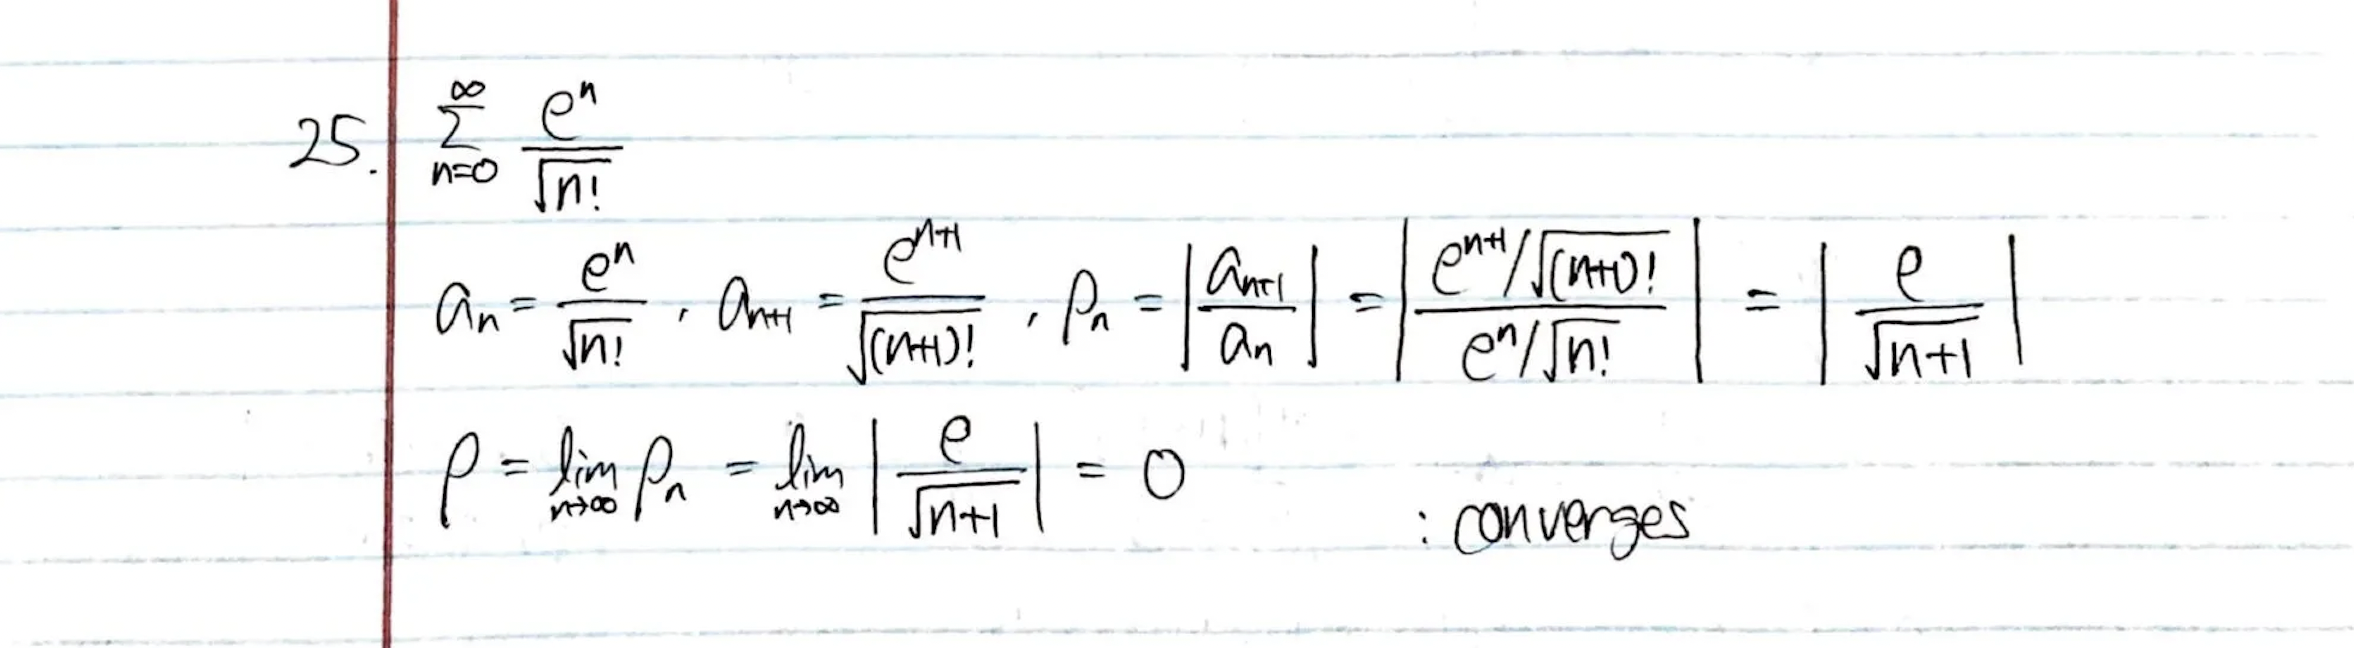 25. $\sum_{n=0}^{\infty} \frac{e^n}{\sqrt{n!}}$
$a_n = \frac{e^n}{\sqrt{n!}}, a_{n+1} = \frac{e^{n+1}}{\sqrt{(n+1)!}}, \rho_n = \left|\frac{a_{n+1}}{a_n}\right| = \left|\frac{e^{n+1}/\sqrt{(n+1)!}}{e^n/\sqrt{n!}}\right| = \left|\frac{e}{\sqrt{n+1}}\right|$
$\rho = \lim_{n\to\infty} \rho_n = \lim_{n\to\infty} \left|\frac{e}{\sqrt{n+1}}\right| = 0$ : converges